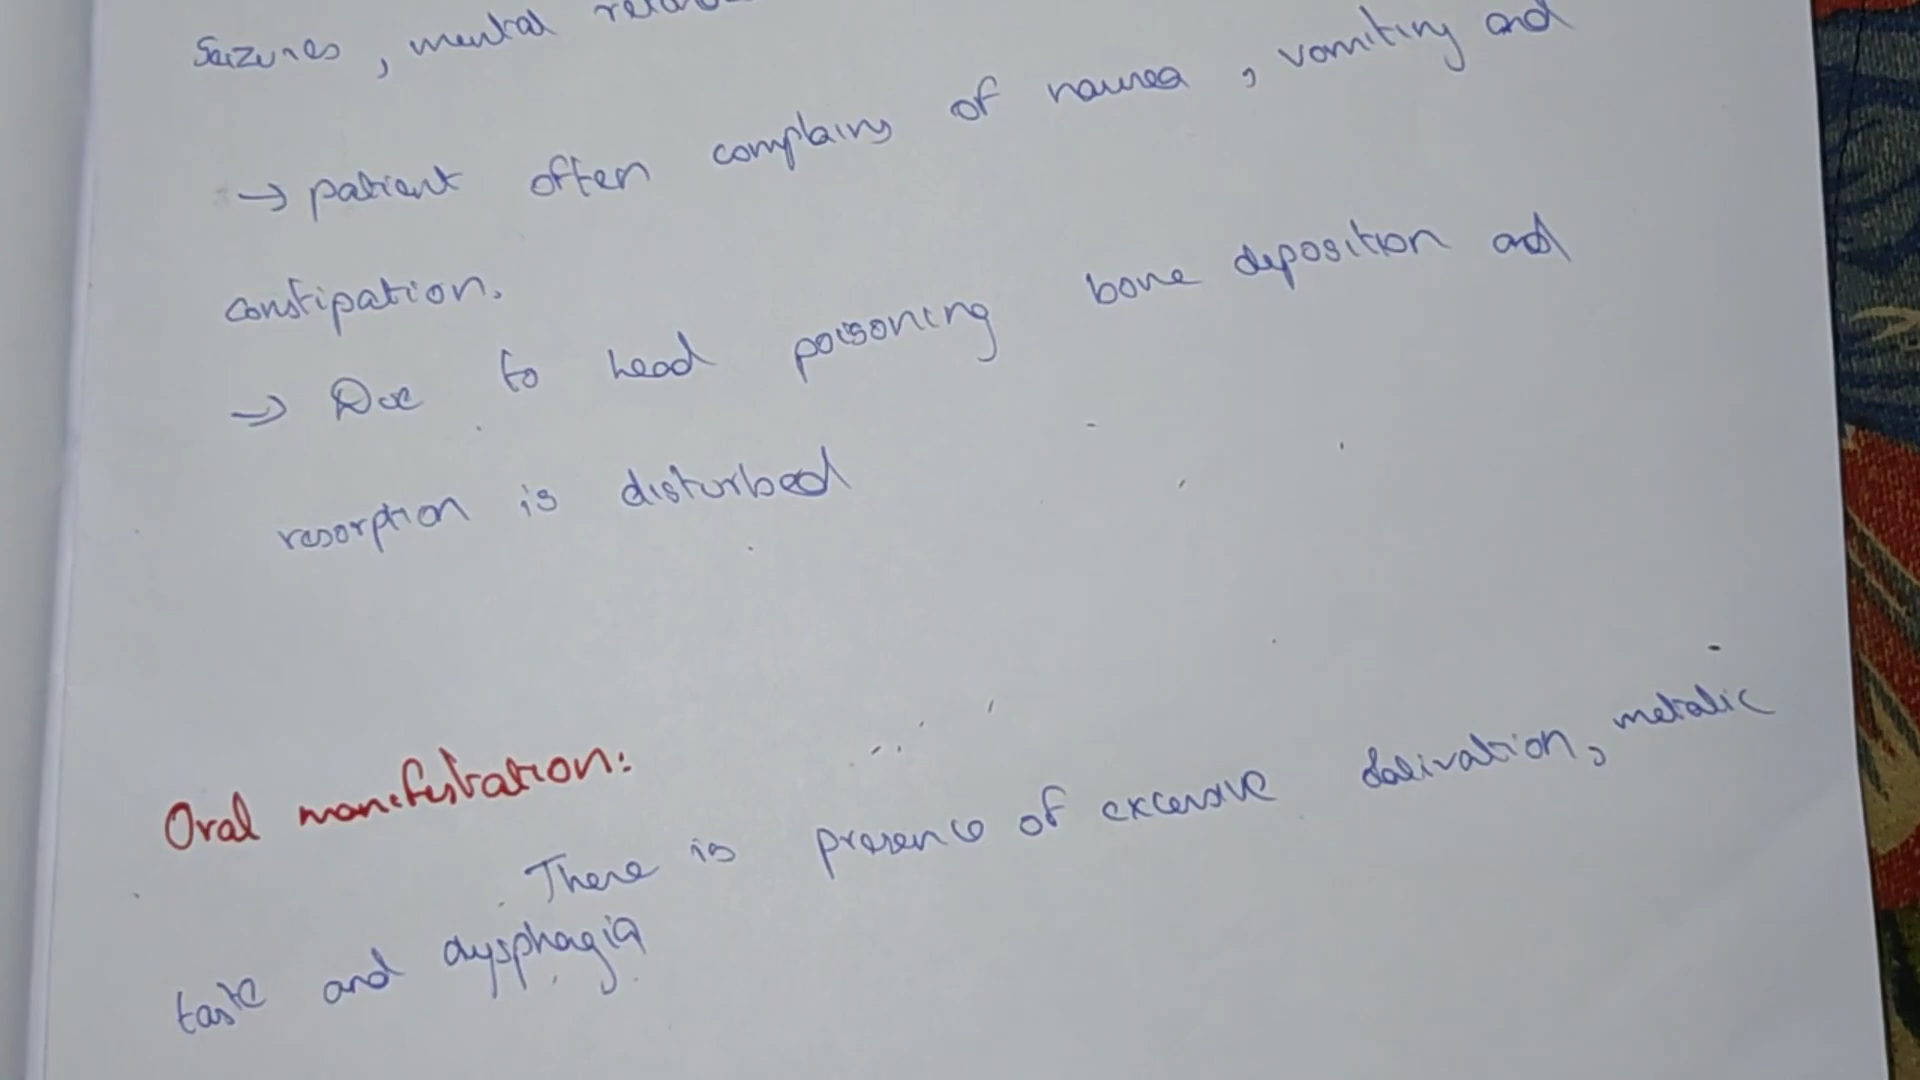 Seizures, mental
→ patient often complains of nausea, vomiting and
constipation.
→ Due to lead poisoning bone deposition and
resorption is disturbed
Oral manifestation:
There is presence of excessive salivation, metalic
taste and dysphagia